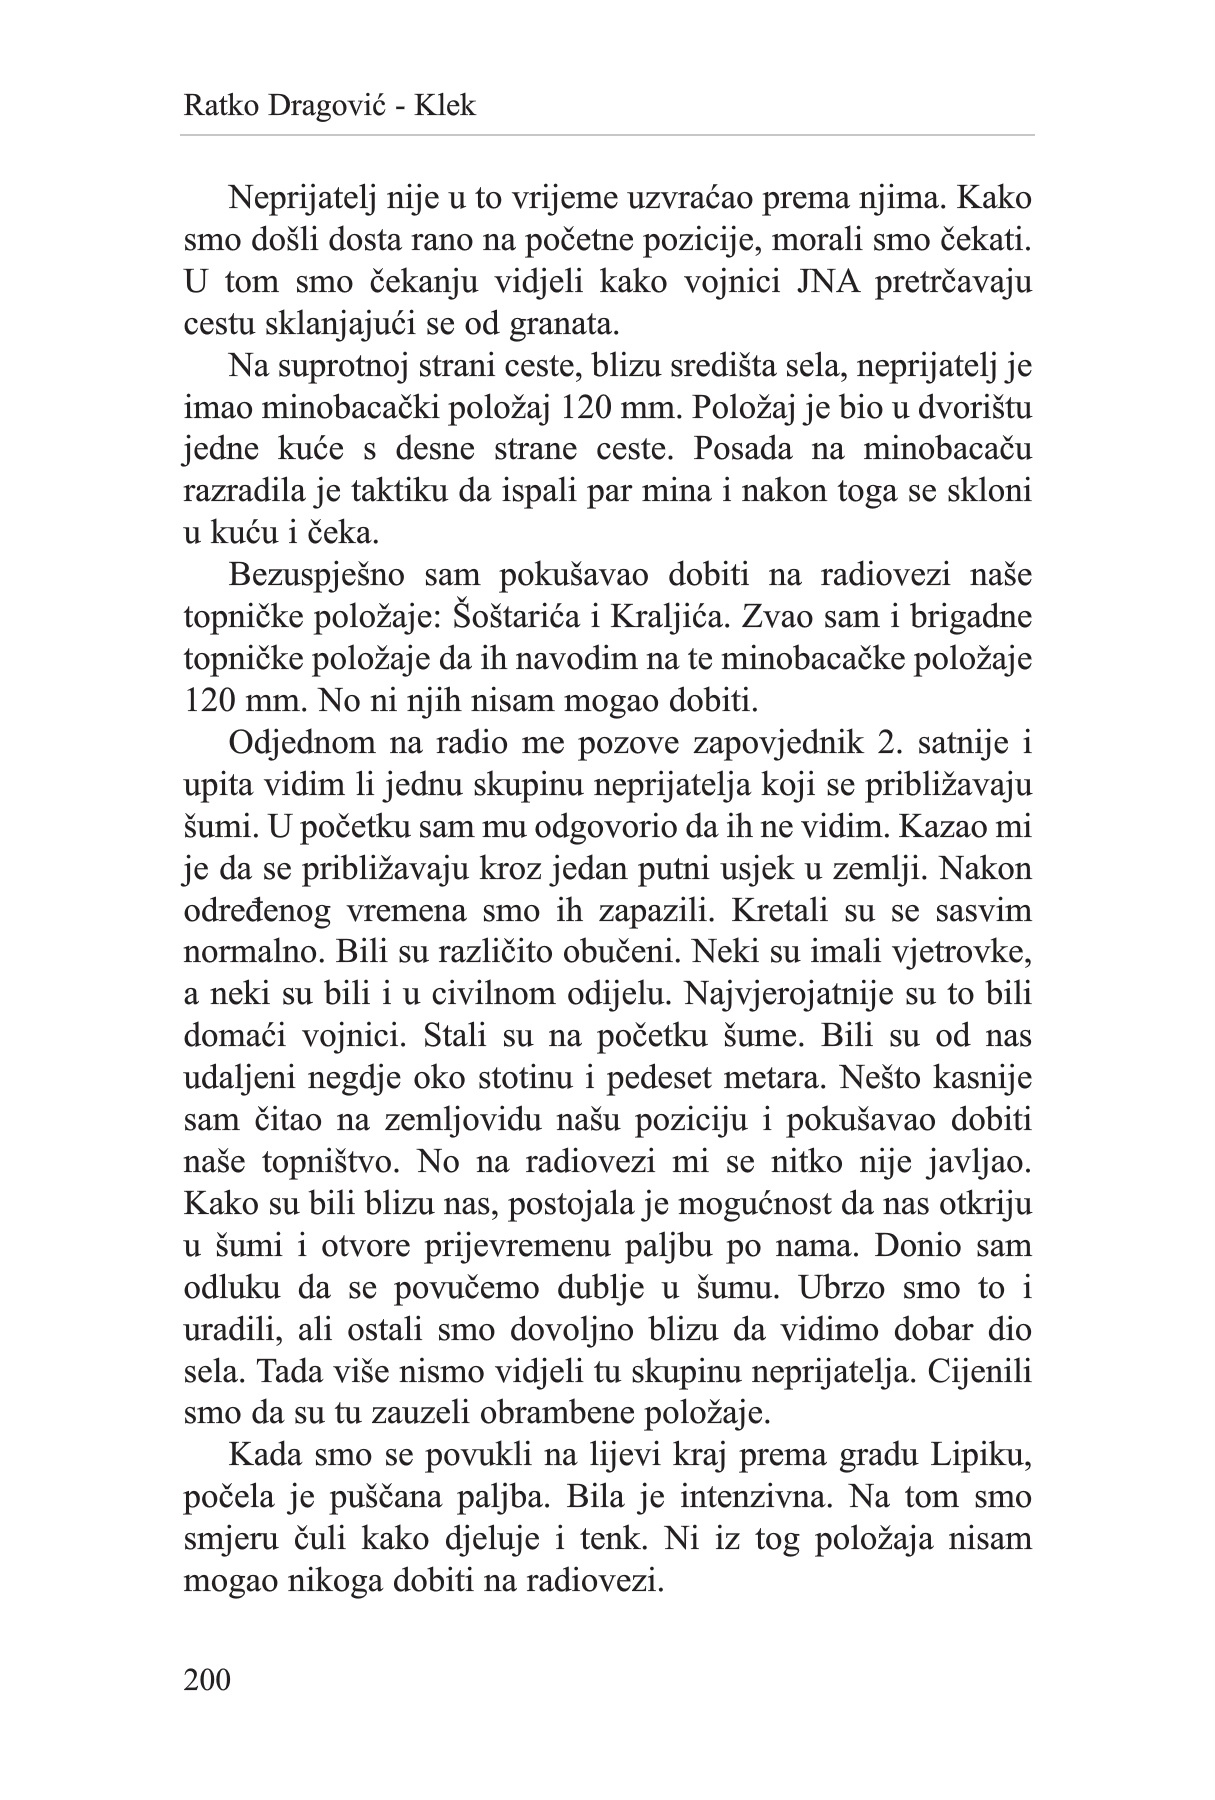 Ratko Dragović - Klek
Neprijatelj nije u to vrijeme uzvraćao prema njima. Kako
smo došli dosta rano na početne pozicije, morali smo čekati.
U tom smo čekanju vidjeli kako vojnici JNA pretrčavaju
cestu sklanjajući se od granata.
Na suprotnoj strani ceste, blizu središta sela, neprijatelj je
imao minobacački položaj 120 mm. Položaj je bio u dvorištu
jedne kuće s desne strane ceste. Posada na minobacaču
razradila je taktiku da ispali par mina i nakon toga se skloni
u kuću i čeka.
Bezuspješno sam pokušavao dobiti na radiovezi naše
topničke položaje: Šoštarića i Kraljića. Zvao sam i brigadne
topničke položaje da ih navodim na te minobacačke položaje
120 mm. No ni njih nisam mogao dobiti.
Odjednom na radio me pozove zapovjednik 2. satnije i
upita vidim li jednu skupinu neprijatelja koji se približavaju
šumi. U početku sam mu odgovorio da ih ne vidim. Kazao mi
je da se približavaju kroz jedan putni usjek u zemlji. Nakon
određenog vremena smo ih zapazili. Kretali su se sasvim
normalno. Bili su različito obučeni. Neki su imali vjetrovke,
a neki su bili i u civilnom odijelu. Najvjerojatnije su to bili
domaći vojnici. Stali su na početku šume. Bili su od nas
udaljeni negdje oko stotinu i pedeset metara. Nešto kasnije
sam čitao na zemljovidu našu poziciju i pokušavao dobiti
naše topništvo. No na radiovezi mi se nitko nije javljao.
Kako su bili blizu nas, postojala je mogućnost da nas otkriju
u šumi i otvore prijevremenu paljbu po nama. Donio sam
odluku da se povučemo dublje u šumu. Ubrzo smo to i
uradili, ali ostali smo dovoljno blizu da vidimo dobar dio
sela. Tada više nismo vidjeli tu skupinu neprijatelja. Cijenili
smo da su tu zauzeli obrambene položaje.
Kada smo se povukli na lijevi kraj prema gradu Lipiku,
počela je puščana paljba. Bila je intenzivna. Na tom smo
smjeru čuli kako djeluje i tenk. Ni iz tog položaja nisam
mogao nikoga dobiti na radiovezi.
200